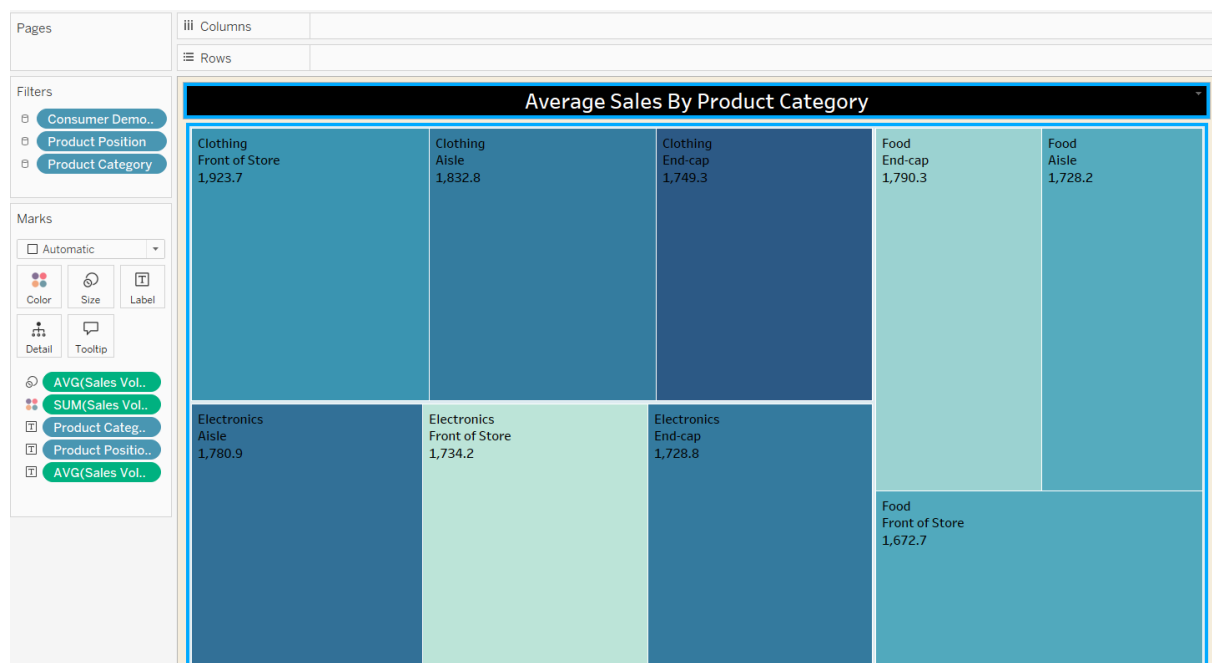 Pages
Columns
Rows
Filters
Consumer Demo..
Product Position
Product Category
Marks
Automatic
Color
Size
Label
Detail
Tooltip
AVG(Sales Vol..
SUM(Sales Vol..
Product Categ..
Product Positio..
AVG(Sales Vol..
Average Sales By Product Category
Clothing
Front of Store
1,923.7
Clothing
Aisle
1,832.8
Clothing
End-cap
1,749.3
Food
End-cap
1,790.3
Food
Aisle
1,728.2
Electronics
Aisle
1,780.9
Electronics
Front of Store
1,734.2
Electronics
End-cap
1,728.8
Food
Front of Store
1,672.7